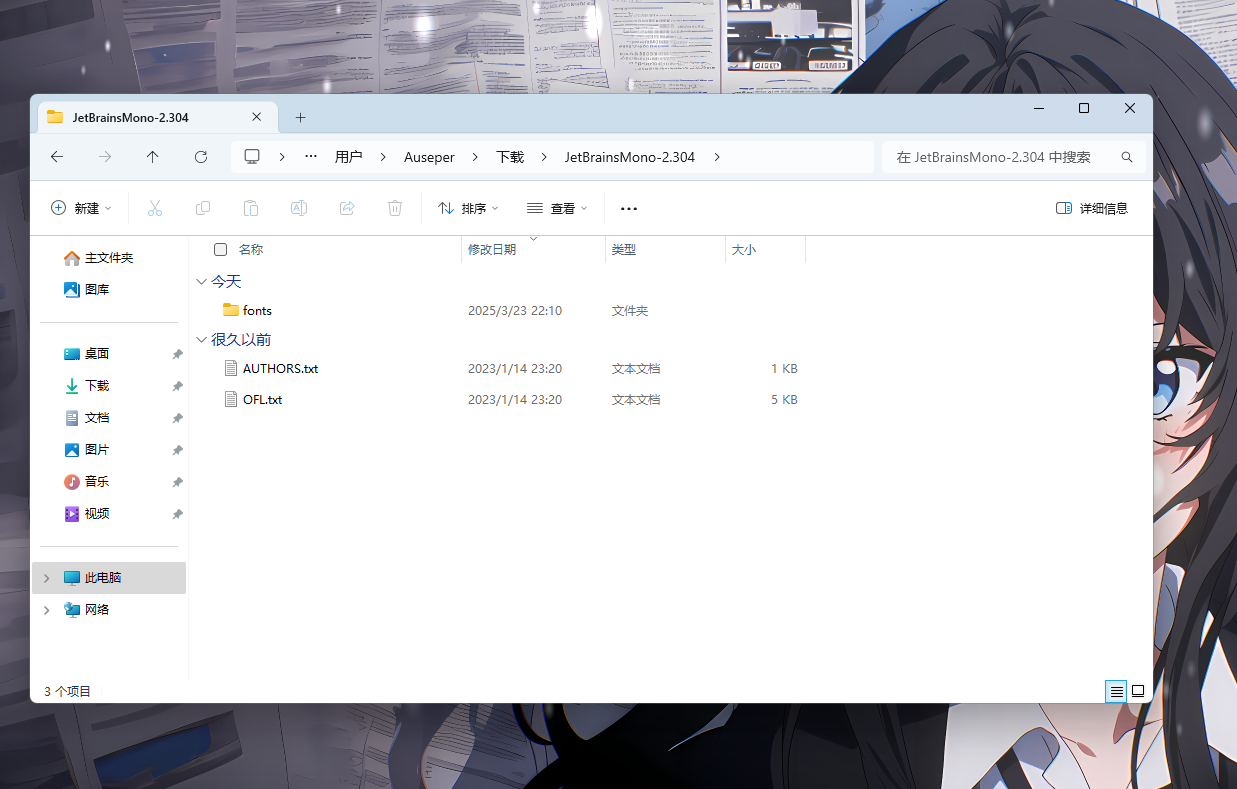 JetBrainsMono-2.304
用户 Auseper 下载 JetBrainsMono-2.304
在 JetBrainsMono-2.304 中搜索
新建 排序 查看 详细信息
主文件夹
图库
桌面
下载
文档
图片
音乐
视频
此电脑
网络
名称 修改日期 类型 大小
今天
fonts 2025/3/23 22:10 文件夹
很久以前
AUTHORS.txt 2023/1/14 23:20 文本文档 1 KB
OFL.txt 2023/1/14 23:20 文本文档 5 KB
3 个项目